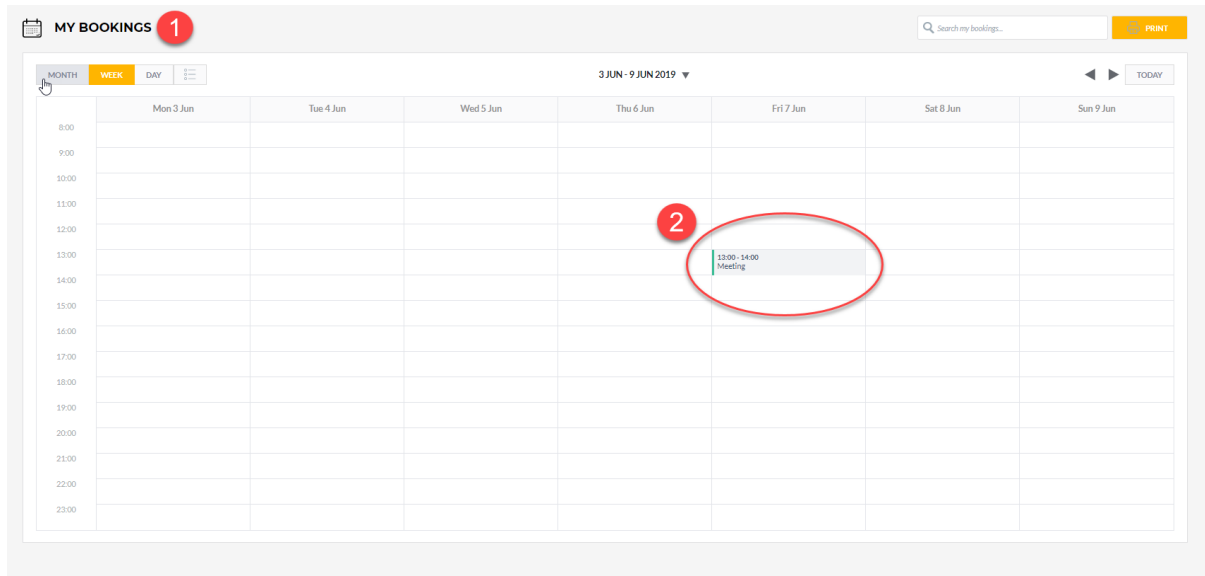 MY BOOKINGS 1
Search my bookings...
PRINT
MONTH WEEK DAY
3 JUN - 9 JUN 2019
TODAY
Mon 3 Jun Tue 4 Jun Wed 5 Jun Thu 6 Jun Fri 7 Jun Sat 8 Jun Sun 9 Jun
8:00
9:00
10:00
11:00
2
12:00
13:00
13:00 - 14:00
Meeting
14:00
15:00
16:00
17:00
18:00
19:00
20:00
21:00
22:00
23:00